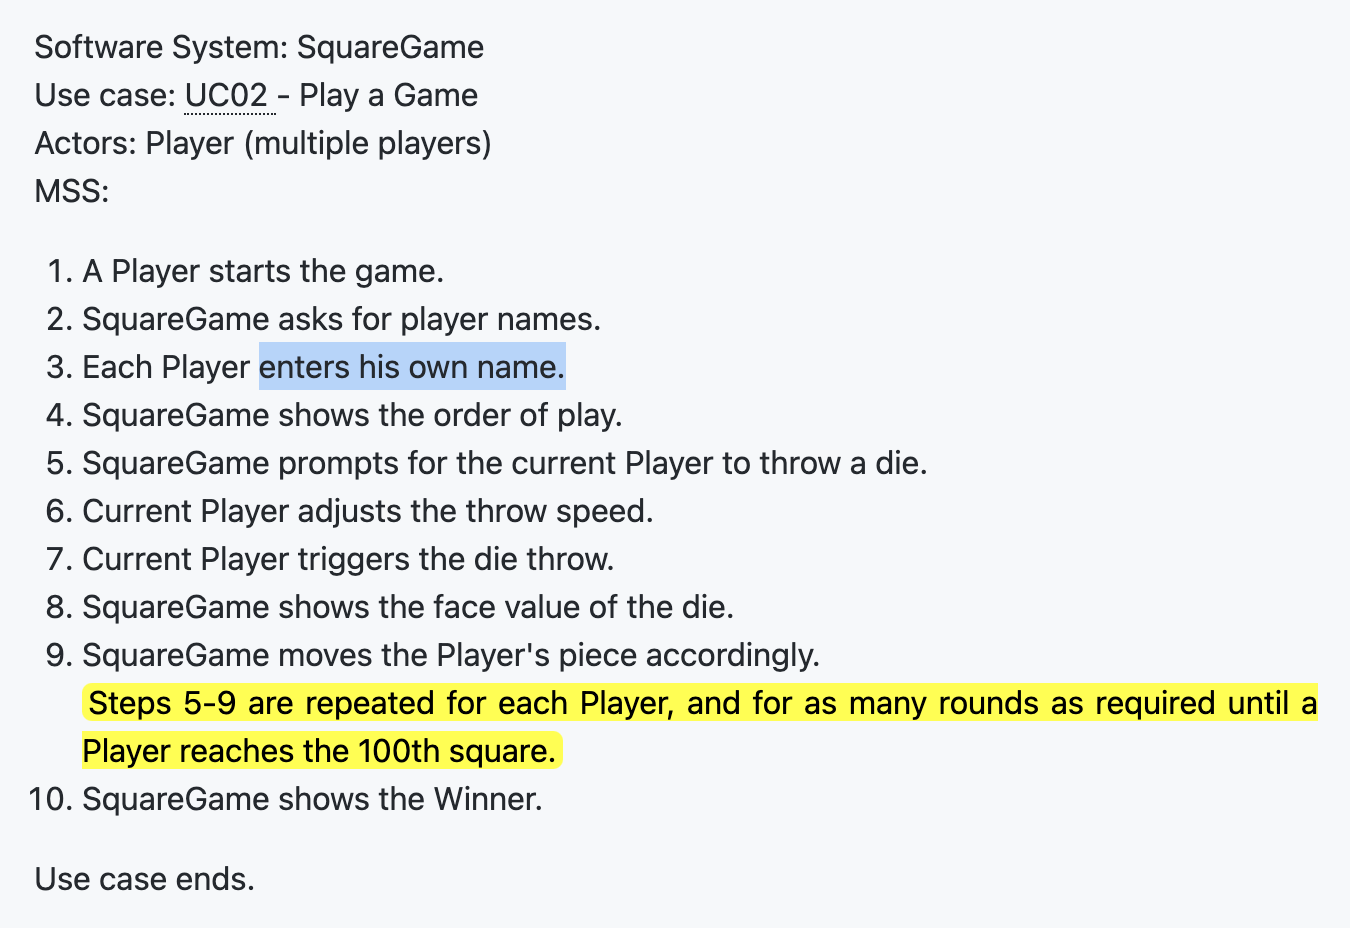 Software System: SquareGame
Use case: UC02 - Play a Game
Actors: Player (multiple players)
MSS:
1. A Player starts the game.
2. SquareGame asks for player names.
3. Each Player enters his own name.
4. SquareGame shows the order of play.
5. SquareGame prompts for the current Player to throw a die.
6. Current Player adjusts the throw speed.
7. Current Player triggers the die throw.
8. SquareGame shows the face value of the die.
9. SquareGame moves the Player's piece accordingly.
Steps 5-9 are repeated for each Player, and for as many rounds as required until a
Player reaches the 100th square.
10. SquareGame shows the Winner.
Use case ends.